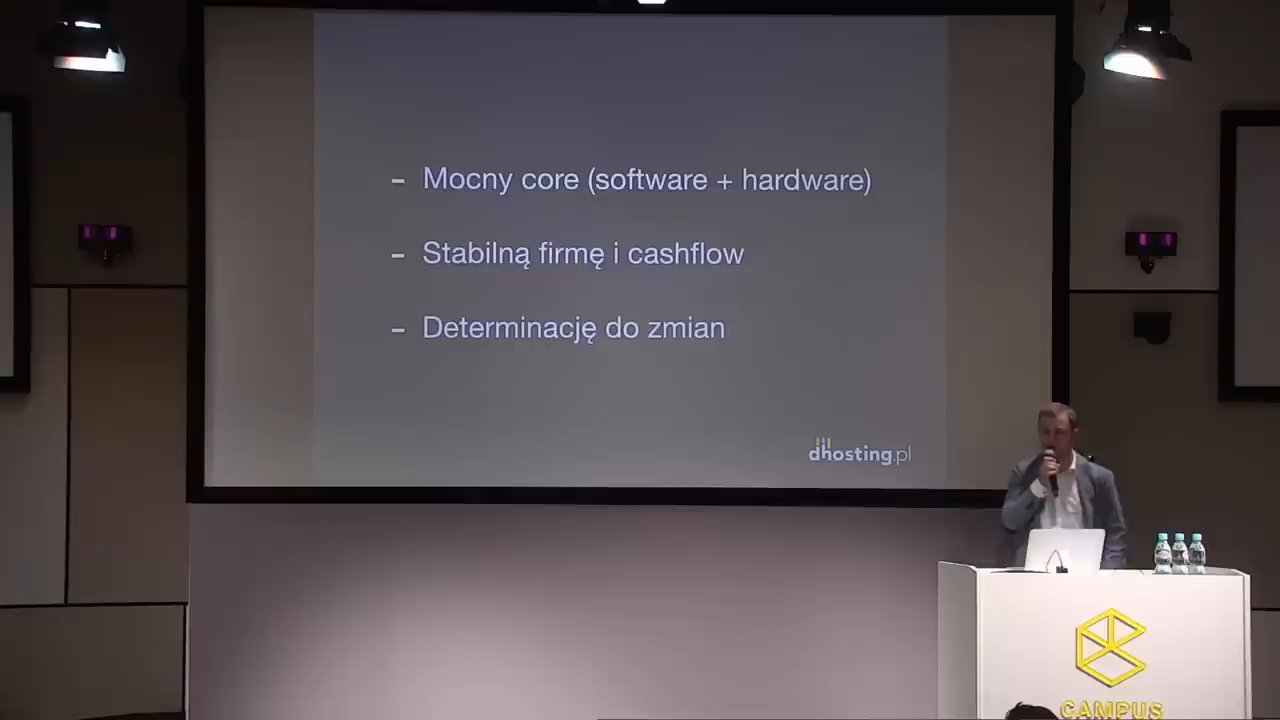 - Mocny core (software + hardware)
- Stabilną firmę i cashflow
- Determinację do zmian
dhosting.pl
CAMPUS